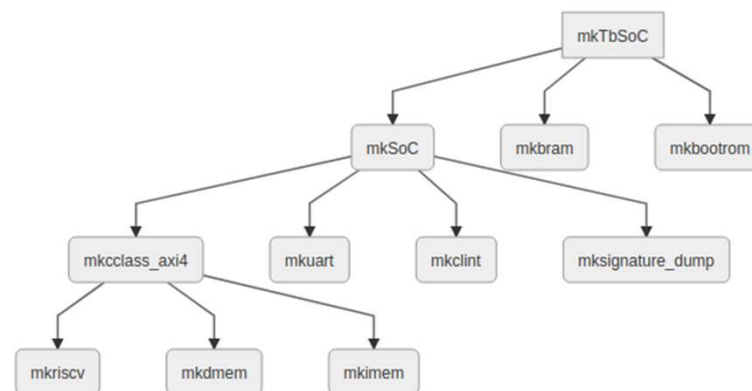 mkTbSoC
mkSoC
mkbram
mkbootrom
mkcclass_axi4
mkuart
mkclint
mksignature_dump
mkriscv
mkdmem
mkimem